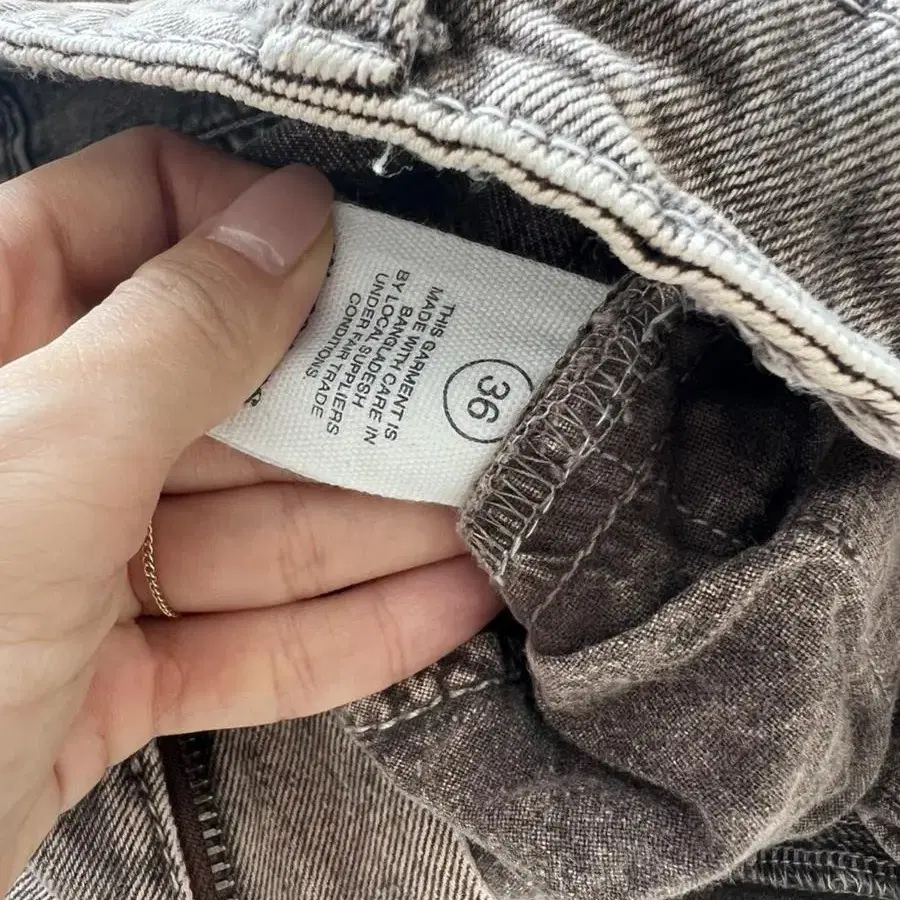 36
THIS GARMENT IS
MADE WITH CARE IN
BANGLADESH
BY LOCAL SUPPLIERS
UNDER FAIR TRADE
CONDITIONS.